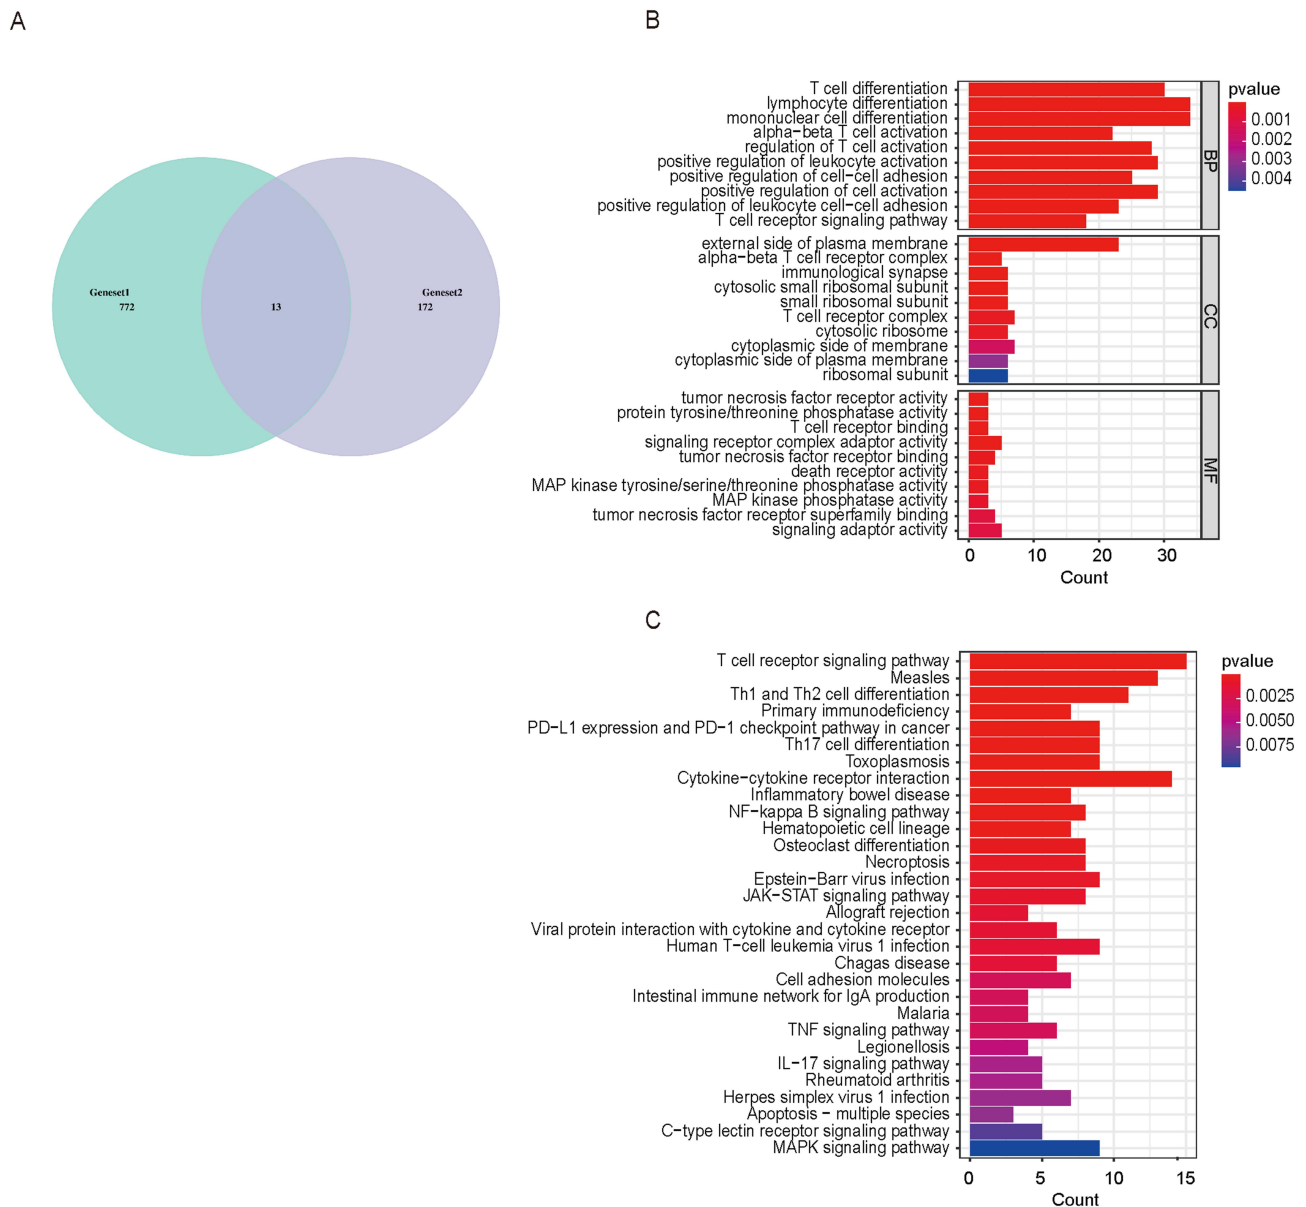 A
Geneset1
772
13
Geneset2
172
B
T cell differentiation
lymphocyte differentiation
mononuclear cell differentiation
alpha−beta T cell activation
regulation of T cell activation
positive regulation of leukocyte activation
positive regulation of cell−cell adhesion
positive regulation of cell activation
positive regulation of leukocyte cell−cell adhesion
T cell receptor signaling pathway
BP
external side of plasma membrane
alpha−beta T cell receptor complex
immunological synapse
cytosolic small ribosomal subunit
small ribosomal subunit
T cell receptor complex
cytosolic ribosome
cytoplasmic side of membrane
cytoplasmic side of plasma membrane
ribosomal subunit
CC
tumor necrosis factor receptor activity
protein tyrosine/threonine phosphatase activity
T cell receptor binding
signaling receptor complex adaptor activity
tumor necrosis factor receptor binding
death receptor activity
MAP kinase tyrosine/serine/threonine phosphatase activity
MAP kinase phosphatase activity
tumor necrosis factor receptor superfamily binding
signaling adaptor activity
MF
0 10 20 30
Count
pvalue
0.001
0.002
0.003
0.004
C
T cell receptor signaling pathway
Measles
Th1 and Th2 cell differentiation
Primary immunodeficiency
PD−L1 expression and PD−1 checkpoint pathway in cancer
Th17 cell differentiation
Toxoplasmosis
Cytokine−cytokine receptor interaction
Inflammatory bowel disease
NF−kappa B signaling pathway
Hematopoietic cell lineage
Osteoclast differentiation
Necroptosis
Epstein−Barr virus infection
JAK−STAT signaling pathway
Allograft rejection
Viral protein interaction with cytokine and cytokine receptor
Human T−cell leukemia virus 1 infection
Chagas disease
Cell adhesion molecules
Intestinal immune network for IgA production
Malaria
TNF signaling pathway
Legionellosis
IL−17 signaling pathway
Rheumatoid arthritis
Herpes simplex virus 1 infection
Apoptosis − multiple species
C−type lectin receptor signaling pathway
MAPK signaling pathway
0 5 10 15
Count
pvalue
0.0025
0.0050
0.0075